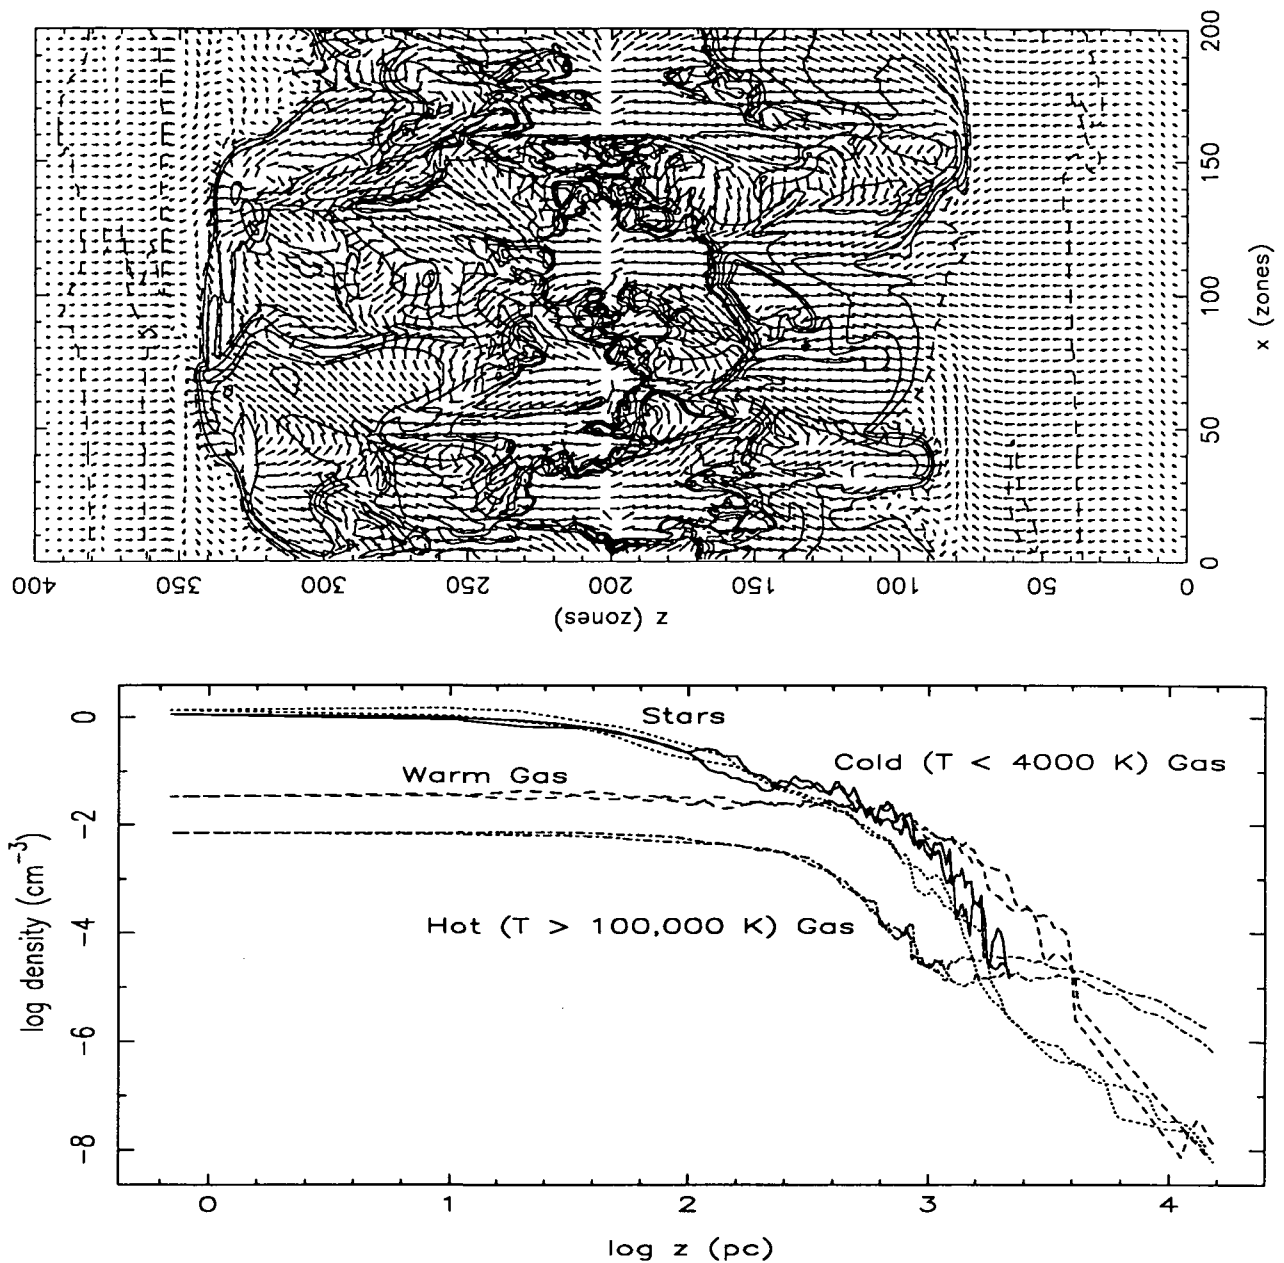 200
150
100
50
0
x (zones)
400 350 300 250 200 150 100 50 0
z (zones)
Stars
Cold (T < 4000 K) Gas
Warm Gas
Hot (T > 100,000 K) Gas
0
−2
−4
−6
−8
log density (cm⁻³)
0 1 2 3 4
log z (pc)